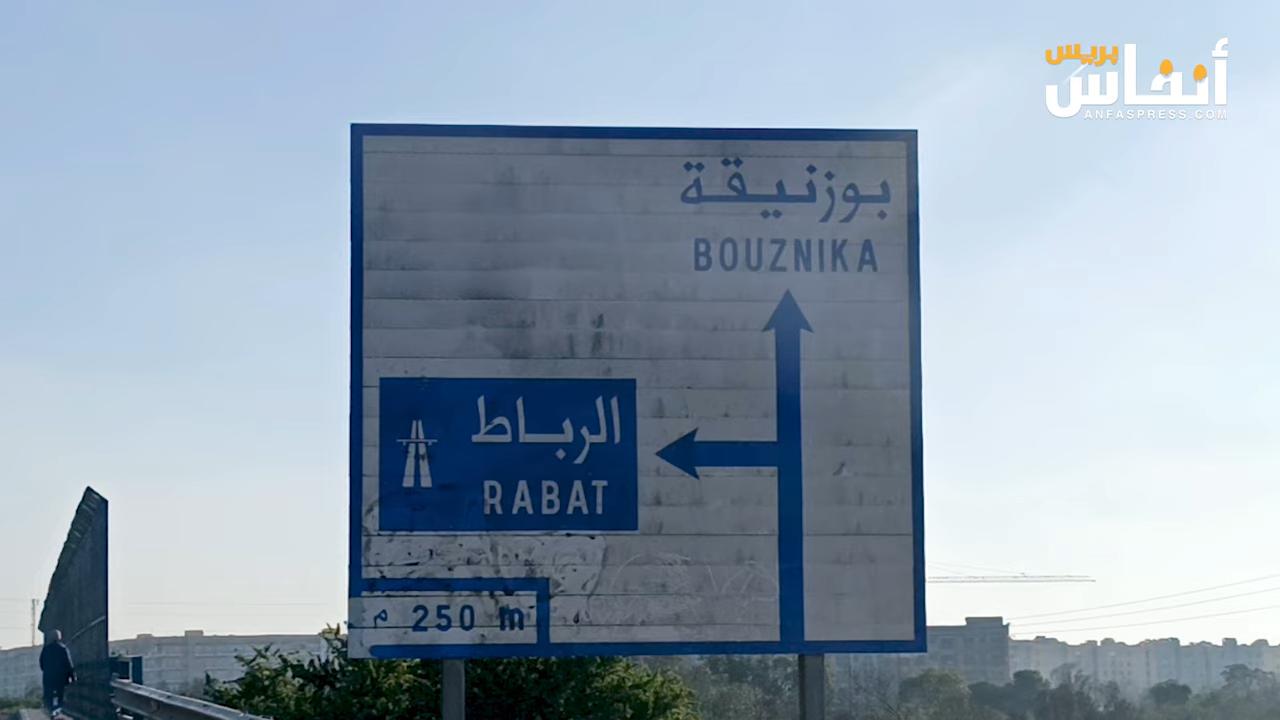 أنفاس بريس
ANFASPRESS.COM
بوزنيقة
BOUZNIKA
الرباط
RABAT
م 250 m